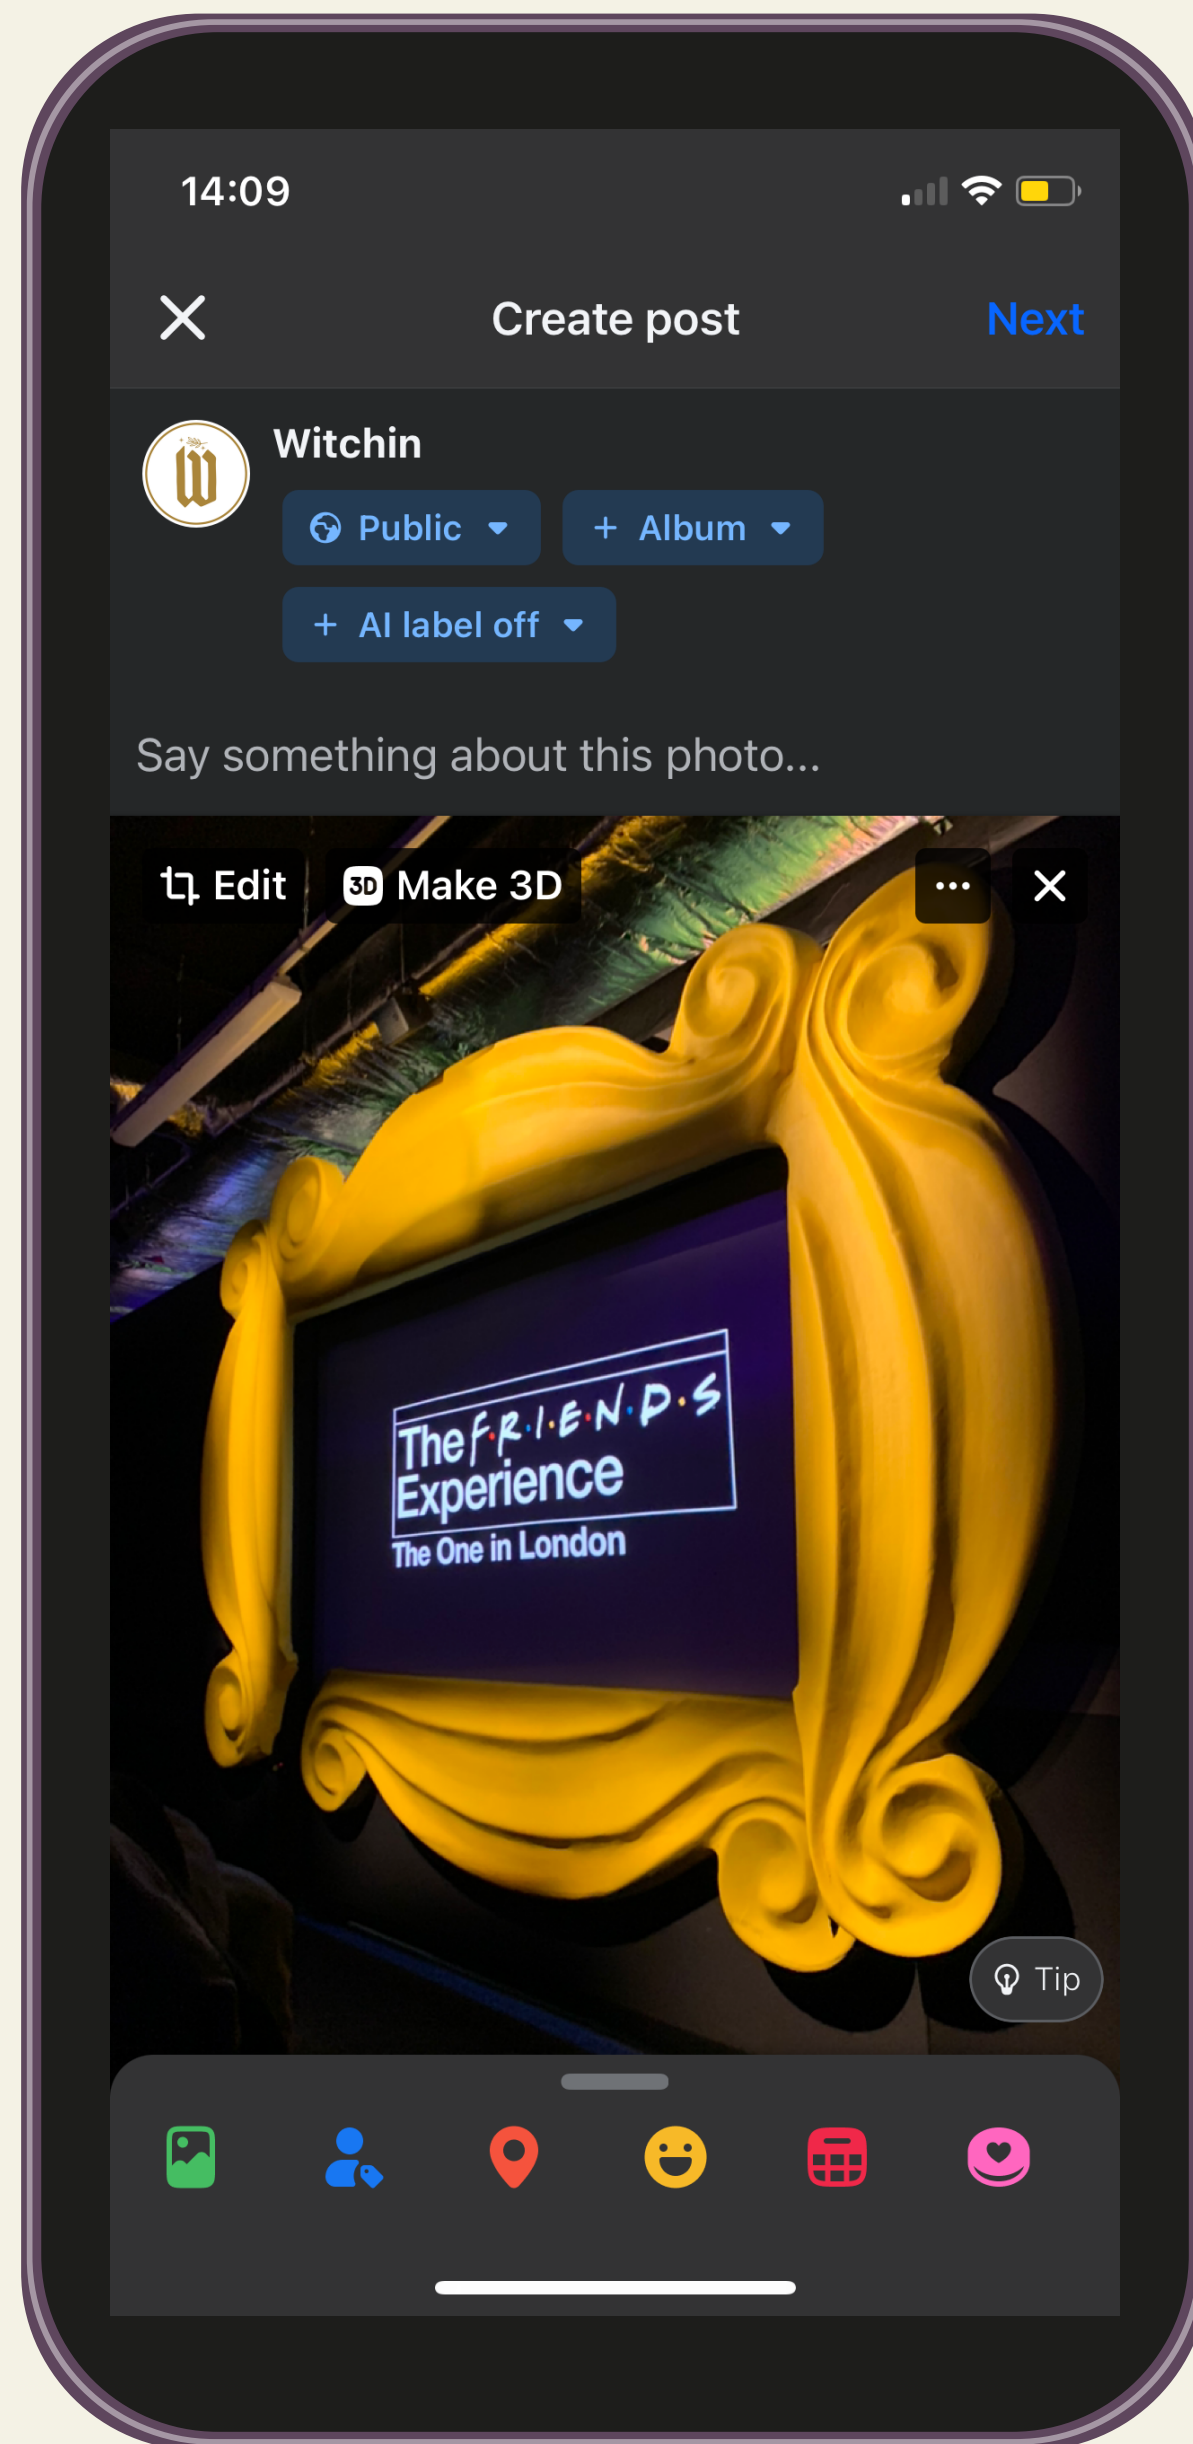 14:09
Create post
Next
Witchin
Public
+ Album
+ AI label off
Say something about this photo...
Edit
3D Make 3D
The F·R·I·E·N·D·S
Experience
The One in London
Tip